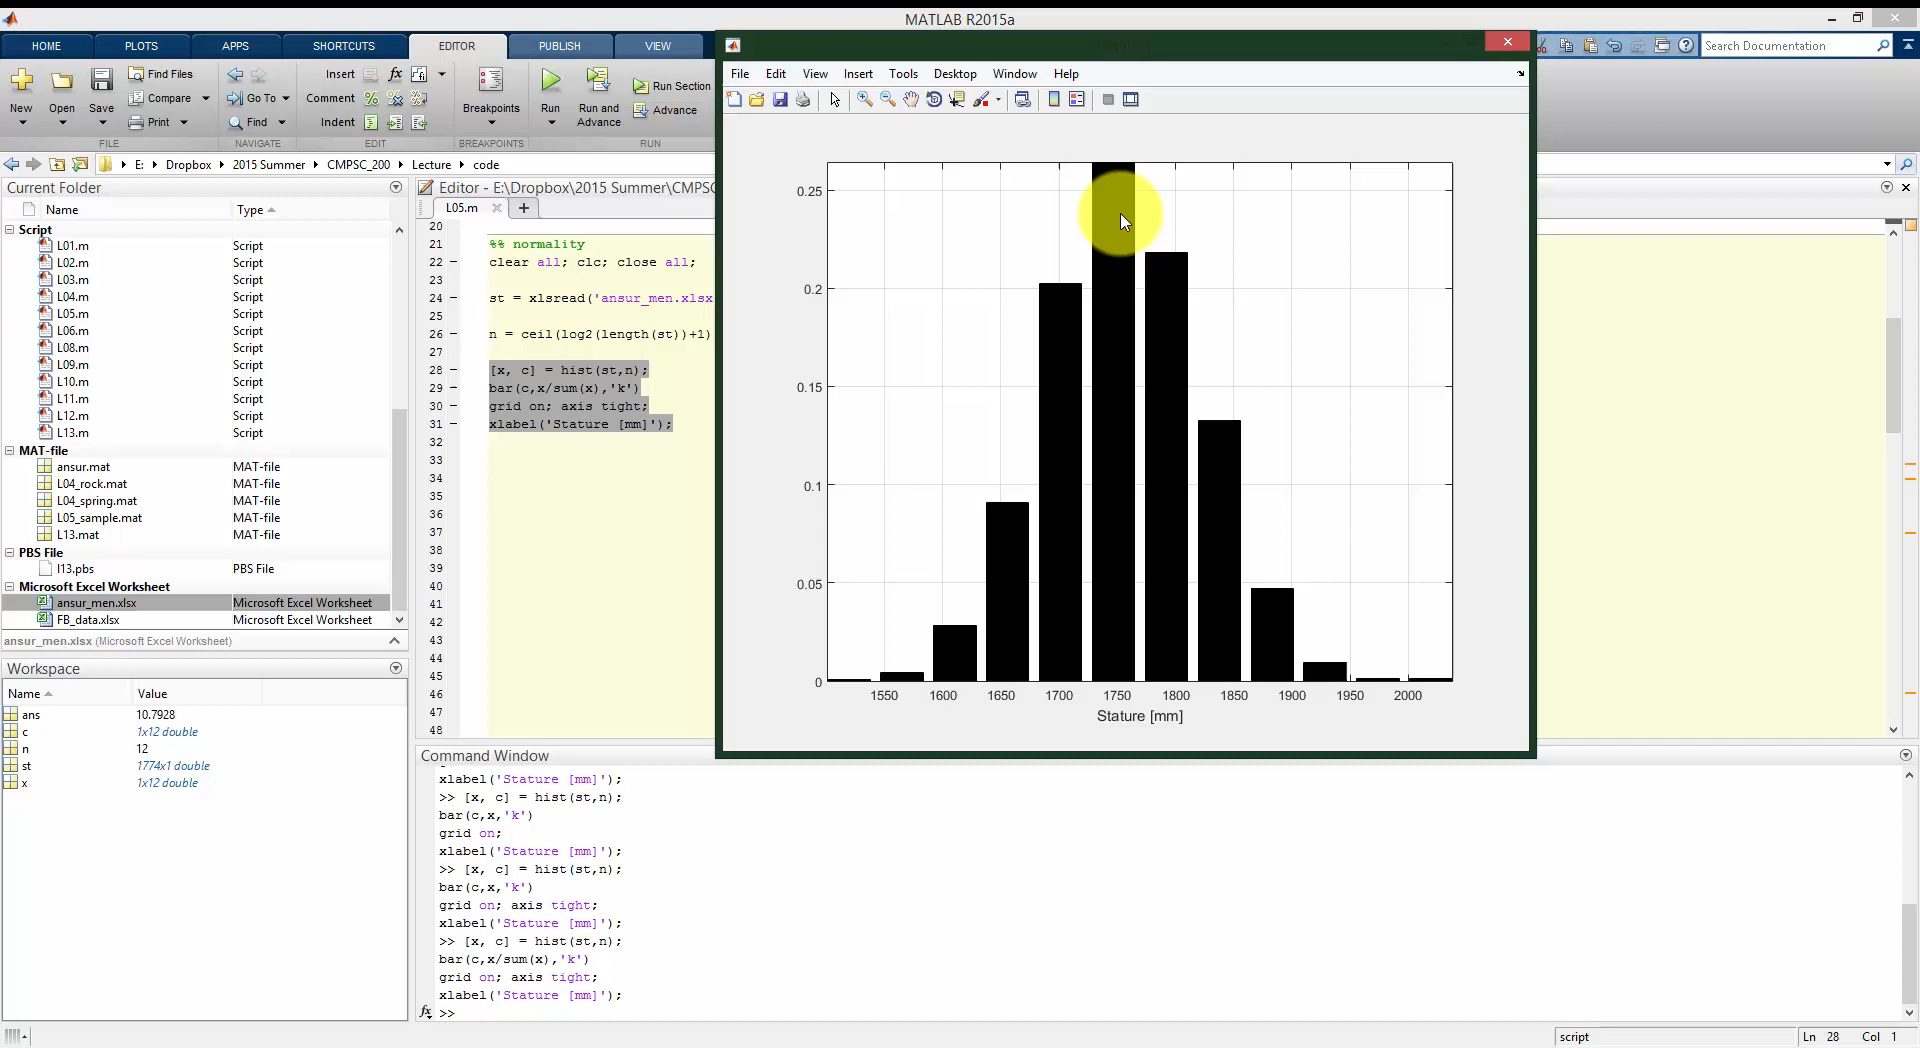 MATLAB R2015a
HOME PLOTS APPS SHORTCUTS EDITOR PUBLISH VIEW
Search Documentation
New Open Save
Find Files
Compare
Print
Go To
Find
Insert
Comment
Indent
Breakpoints
Run
Run and
Advance
Run Section
Advance
FILE NAVIGATE EDIT BREAKPOINTS RUN
E: Dropbox 2015 Summer CMPSC_200 Lecture code
Current Folder
Name Type
Script
L01.m Script
L02.m Script
L03.m Script
L04.m Script
L05.m Script
L06.m Script
L08.m Script
L09.m Script
L10.m Script
L11.m Script
L12.m Script
L13.m Script
MAT-file
ansur.mat MAT-file
L04_rock.mat MAT-file
L04_spring.mat MAT-file
L05_sample.mat MAT-file
L13.mat MAT-file
PBS File
l13.pbs PBS File
Microsoft Excel Worksheet
ansur_men.xlsx Microsoft Excel Worksheet
FB_data.xlsx Microsoft Excel Worksheet
ansur_men.xlsx (Microsoft Excel Worksheet)
Workspace
Name Value
ans 10.7928
c 1x12 double
n 12
st 1774x1 double
x 1x12 double
Editor - E:\Dropbox\2015 Summer\CMPSC
L05.m
20
21 %% normality
22 clear all; clc; close all;
23
24 st = xlsread('ansur_men.xlsx
25
26 n = ceil(log2(length(st))+1)
27
28 [x, c] = hist(st,n);
29 bar(c,x/sum(x),'k')
30 grid on; axis tight;
31 xlabel('Stature [mm]');
32
33
34
35
36
37
38
39
40
41
42
43
44
45
46
47
48
File Edit View Insert Tools Desktop Window Help
0.25
0.2
0.15
0.1
0.05
0
1550 1600 1650 1700 1750 1800 1850 1900 1950 2000
Stature [mm]
Command Window
xlabel('Stature [mm]');
>> [x, c] = hist(st,n);
bar(c,x,'k')
grid on;
xlabel('Stature [mm]');
>> [x, c] = hist(st,n);
bar(c,x,'k')
grid on; axis tight;
xlabel('Stature [mm]');
>> [x, c] = hist(st,n);
bar(c,x/sum(x),'k')
grid on; axis tight;
xlabel('Stature [mm]');
fx >>
script Ln 28 Col 1